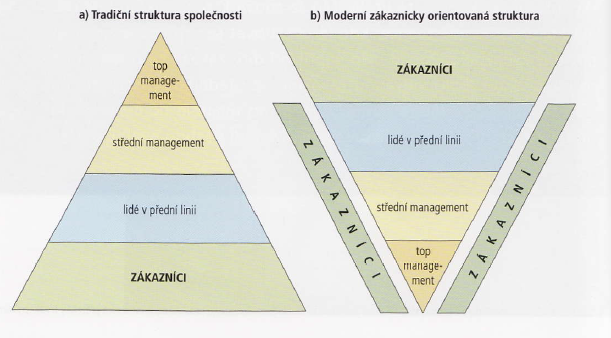 a) Tradiční struktura společnosti
top
manage-
ment
střední management
lidé v přední linii
ZÁKAZNÍCI
b) Moderní zákaznicky orientovaná struktura
ZÁKAZNÍCI
lidé v přední linii
střední management
top
manage-
ment
ZÁKAZNÍCI
ZÁKAZNÍCI